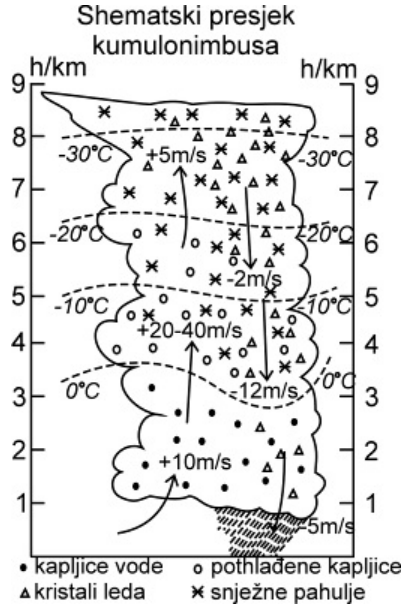 Shematski presjek
kumulonimbusa
h/km h/km
9 9
8 8
-30°C +5m/s -30°C
7 7
6 6
-20°C -20°C
-2m/s
5 5
-10°C -10°C
+20-40m/s
4 4
0°C -12m/s 0°C
3 3
2 2
+10m/s
1 1
-5m/s
kapljice vode pothlađene kapljice
kristali leda snježne pahulje